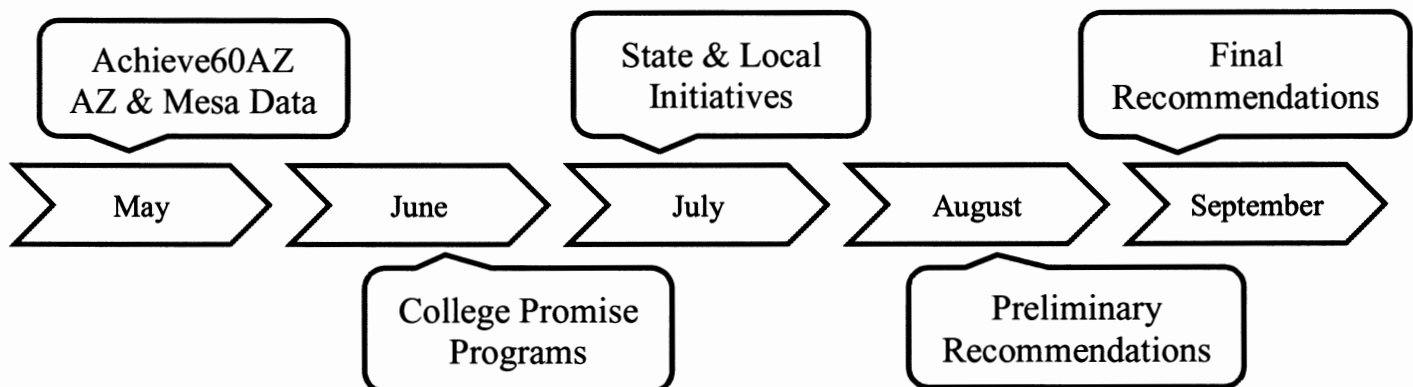 Achieve60AZ
AZ & Mesa Data
State & Local
Initiatives
Final
Recommendations
May
June
July
August
September
College Promise
Programs
Preliminary
Recommendations